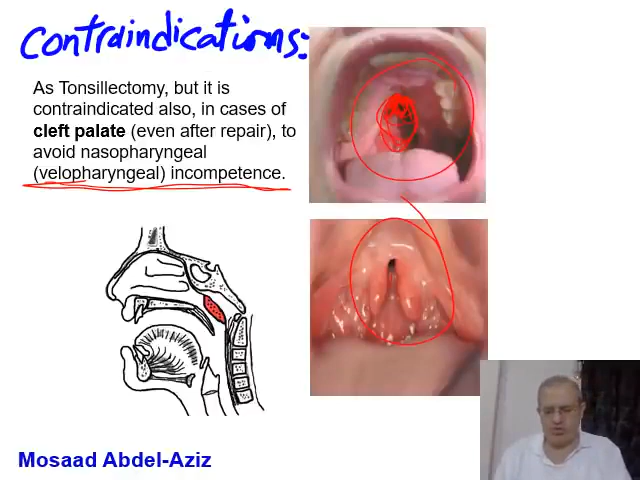 Contraindications:
As Tonsillectomy, but it is
contraindicated also, in cases of
cleft palate (even after repair), to
avoid nasopharyngeal
(velopharyngeal) incompetence.
Mosaad Abdel-Aziz